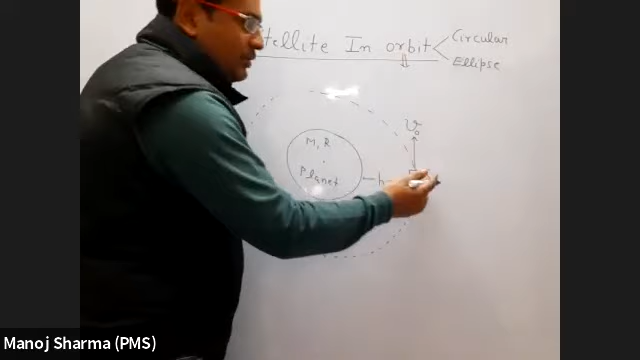 tellite In orbit
Circular
Ellipse
v₀
M, R
Planet
h
Manoj Sharma (PMS)